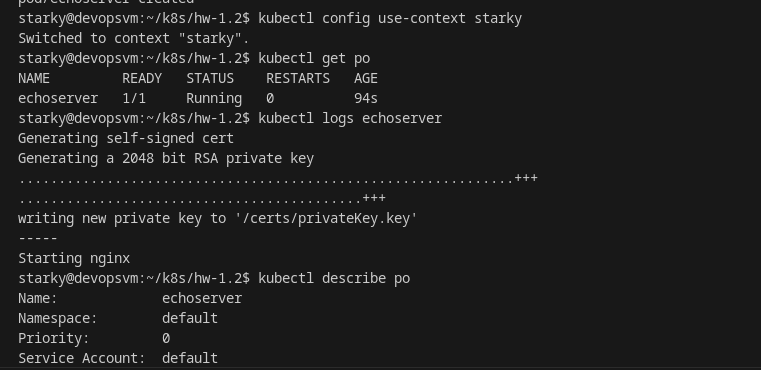 pod/echoserver created
starky@devopsvm:~/k8s/hw-1.2$ kubectl config use-context starky
Switched to context "starky".
starky@devopsvm:~/k8s/hw-1.2$ kubectl get po
NAME         READY   STATUS    RESTARTS   AGE
echoserver   1/1     Running   0          94s
starky@devopsvm:~/k8s/hw-1.2$ kubectl logs echoserver
Generating self-signed cert
Generating a 2048 bit RSA private key
..............................................................+++
...........................................+++
writing new private key to '/certs/privateKey.key'
-----
Starting nginx
starky@devopsvm:~/k8s/hw-1.2$ kubectl describe po
Name:             echoserver
Namespace:        default
Priority:         0
Service Account:  default